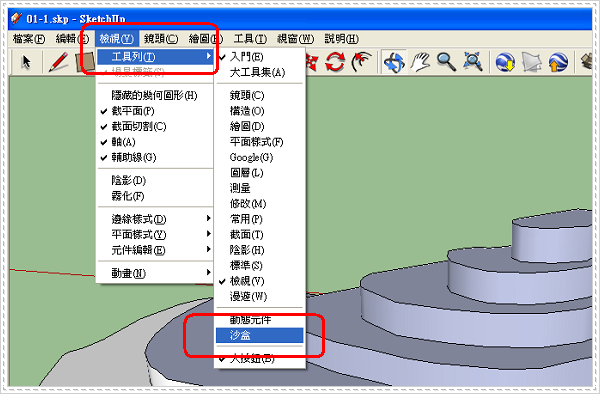 01-1.skp - SketchUp
檔案(F) 編輯(E) 檢視(V) 鏡頭(C) 繪圖(R) 工具(T) 視窗(W) 說明(H)
工具列(T)
場景標籤(S)
隱藏的幾何圖形(H)
截平面(P)
截面切割(C)
軸(A)
輔助線(G)
陰影(D)
霧化(F)
邊緣樣式(D)
平面樣式(Y)
元件編輯(E)
動畫(N)
入門(E)
大工具集(A)
鏡頭(C)
構造(O)
繪圖(D)
平面樣式(F)
Google(G)
圖層(L)
測量
修改(M)
常用(P)
截面(T)
陰影(H)
標準(S)
檢視(V)
漫遊(W)
動態元件
沙盒
大按鈕(B)